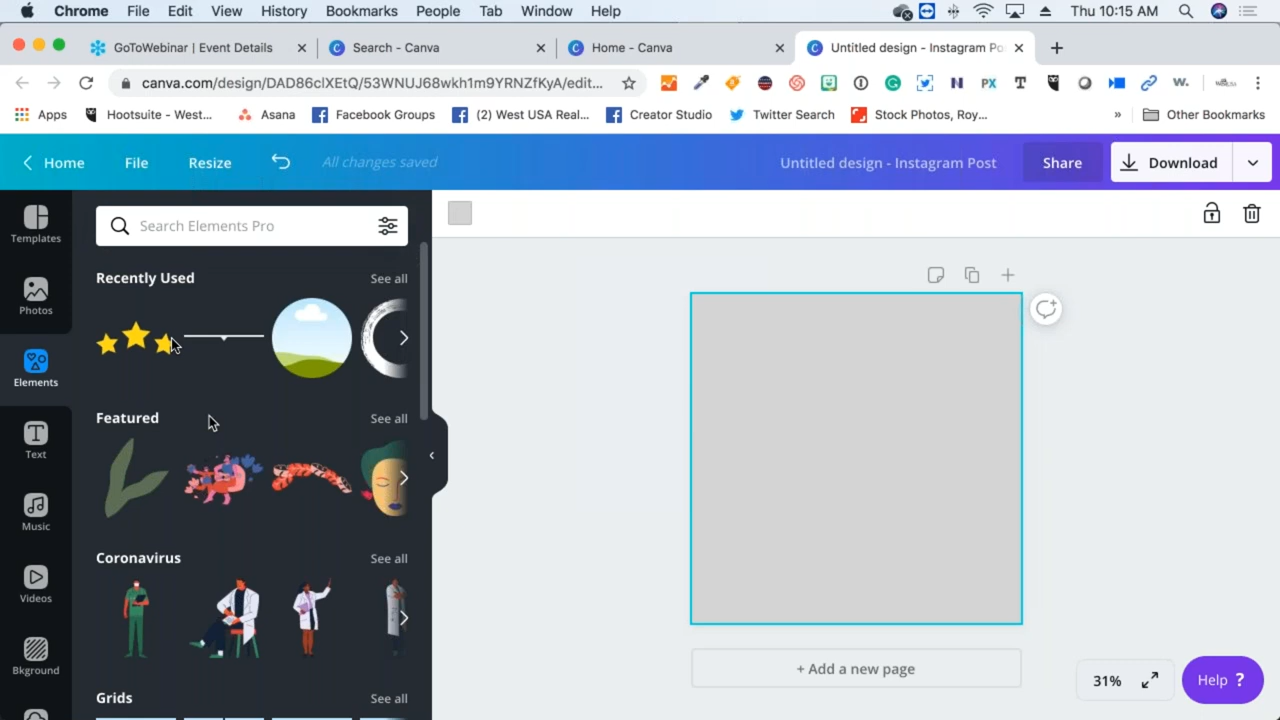 Chrome File Edit View History Bookmarks People Tab Window Help Thu 10:15 AM
GoToWebinar | Event Details Search - Canva Home - Canva Untitled design - Instagram Po
canva.com/design/DAD86clXEtQ/53WNUJ68wkh1m9YRNZfKyA/edit...
Apps Hootsuite - West... Asana Facebook Groups (2) West USA Real... Creator Studio Twitter Search Stock Photos, Roy... » Other Bookmarks
Home File Resize All changes saved Untitled design - Instagram Post Share Download
Templates
Photos
Elements
Text
Music
Videos
Bkground
Search Elements Pro
Recently Used See all
Featured See all
Coronavirus See all
Grids See all
+ Add a new page
31%
Help ?